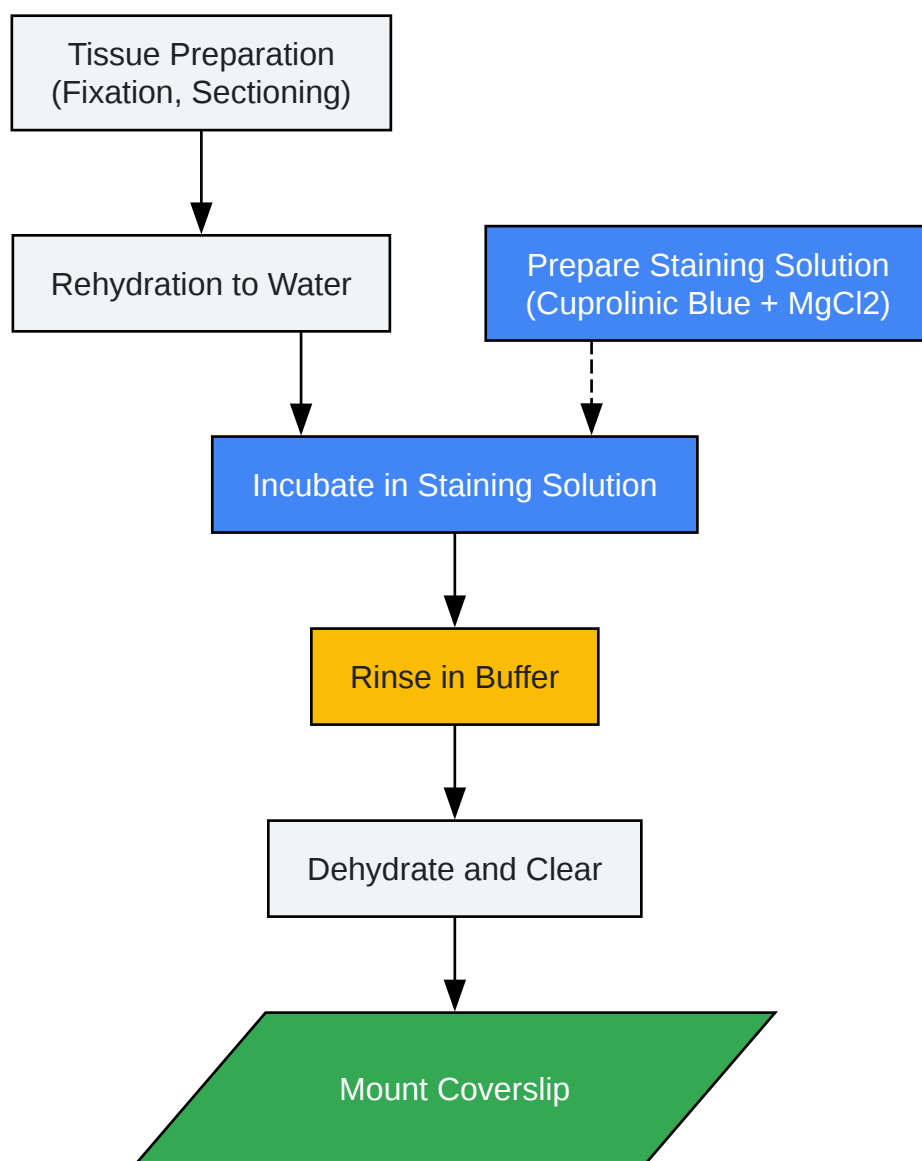 Tissue Preparation
(Fixation, Sectioning)
Rehydration to Water
Prepare Staining Solution
(Cuprolinic Blue + MgCl2)
Incubate in Staining Solution
Rinse in Buffer
Dehydrate and Clear
Mount Coverslip